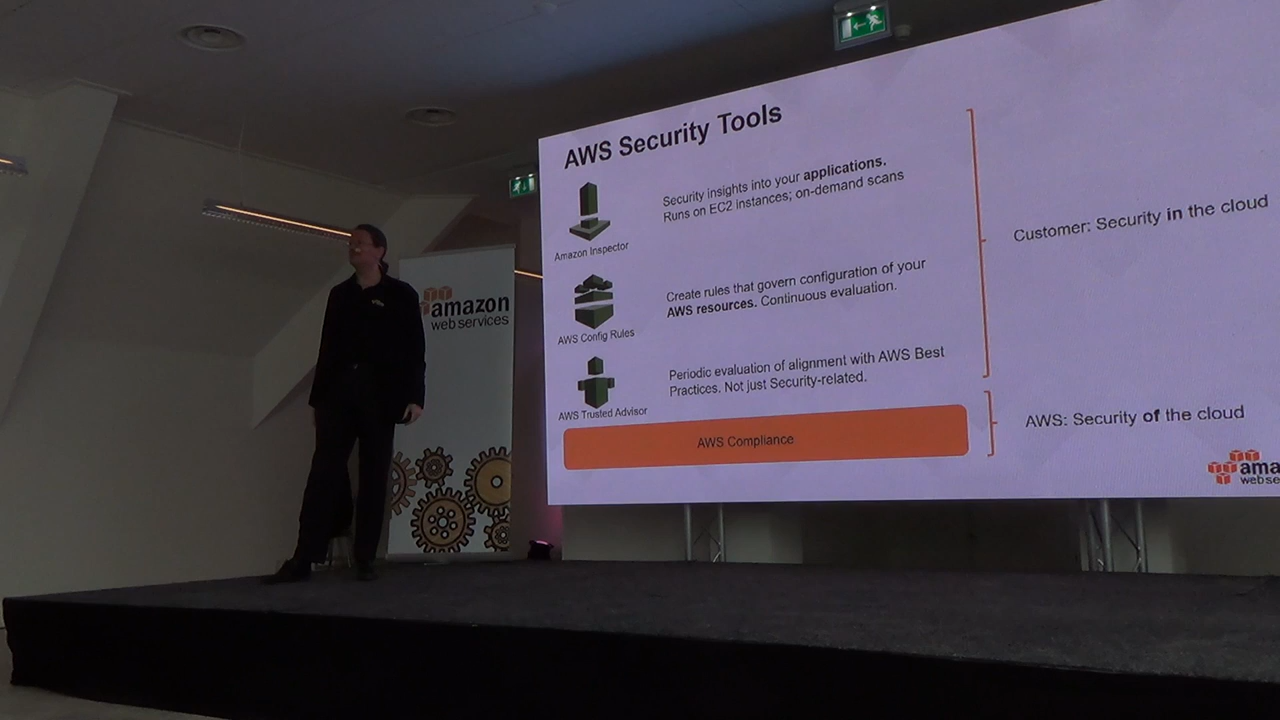 AWS Security Tools
Amazon Inspector
Security insights into your applications.
Runs on EC2 instances; on-demand scans
AWS Config Rules
Create rules that govern configuration of your
AWS resources. Continuous evaluation.
AWS Trusted Advisor
Periodic evaluation of alignment with AWS Best
Practices. Not just Security-related.
AWS Compliance
Customer: Security in the cloud
AWS: Security of the cloud
ama
webse
amazon
web services